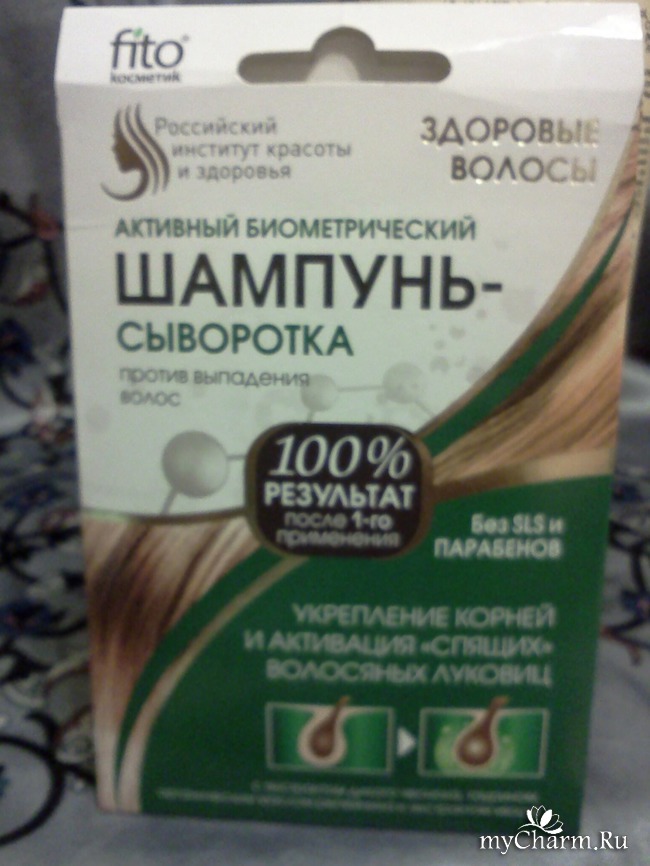 fito
косметик
Российский
институт красоты
и здоровья
ЗДОРОВЫЕ
ВОЛОСЫ
АКТИВНЫЙ БИОМЕТРИЧЕСКИЙ
ШАМПУНЬ-
СЫВОРОТКА
против выпадения
волос
100%
РЕЗУЛЬТАТ
после 1-го
применения
Без SLS и
ПАРАБЕНОВ
УКРЕПЛЕНИЕ КОРНЕЙ
И АКТИВАЦИЯ «СПЯЩИХ»
ВОЛОСЯНЫХ ЛУКОВИЦ
myCharm.Ru